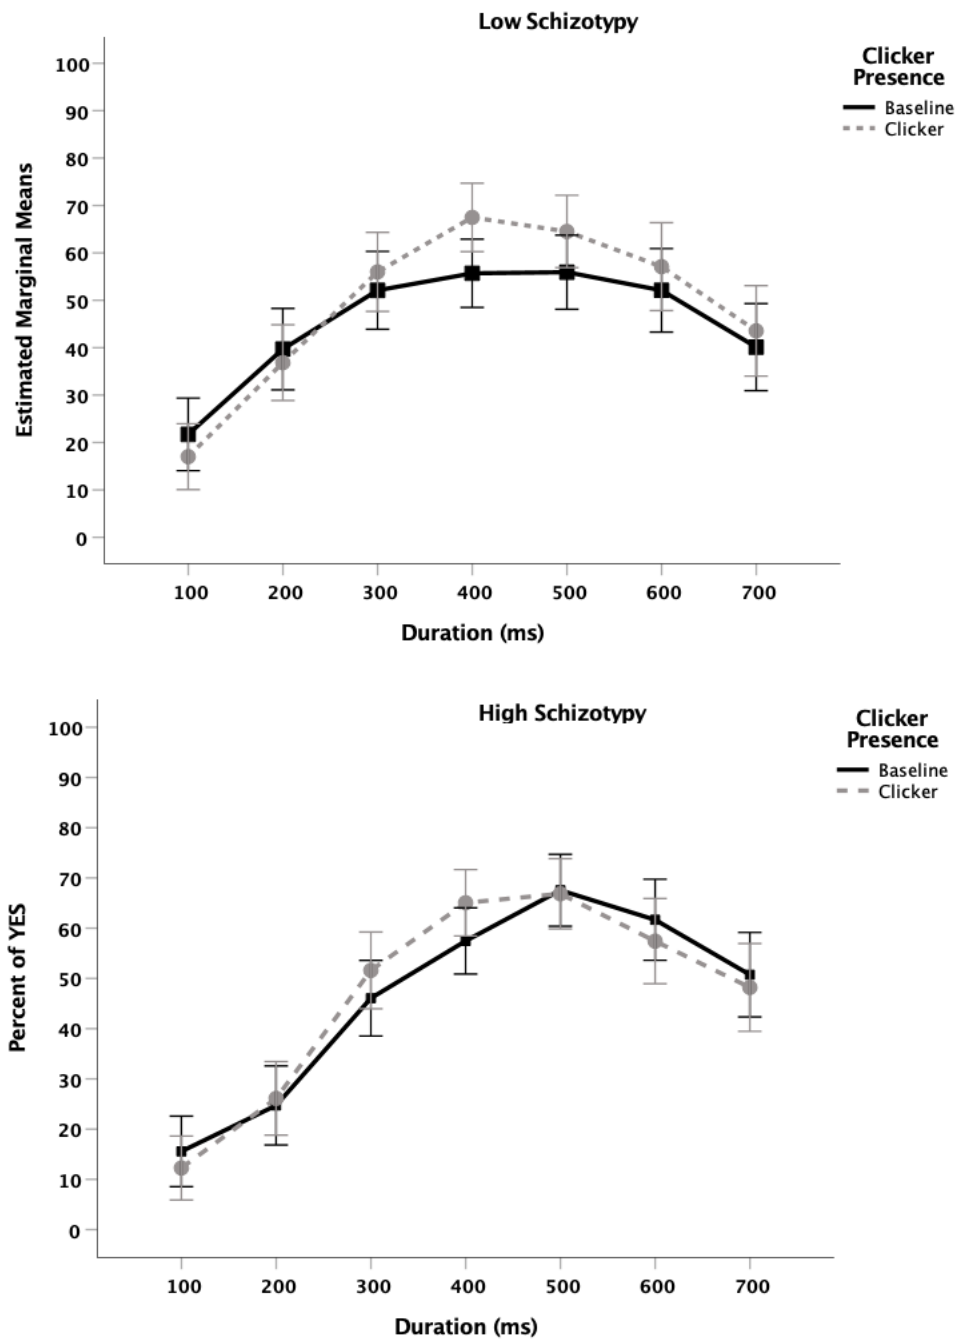 Low Schizotypy
Clicker
Presence
Baseline
Clicker
Estimated Marginal Means
100
90
80
70
60
50
40
30
20
10
0
100 200 300 400 500 600 700
Duration (ms)
High Schizotypy
Clicker
Presence
Baseline
Clicker
Percent of YES
100
90
80
70
60
50
40
30
20
10
0
100 200 300 400 500 600 700
Duration (ms)